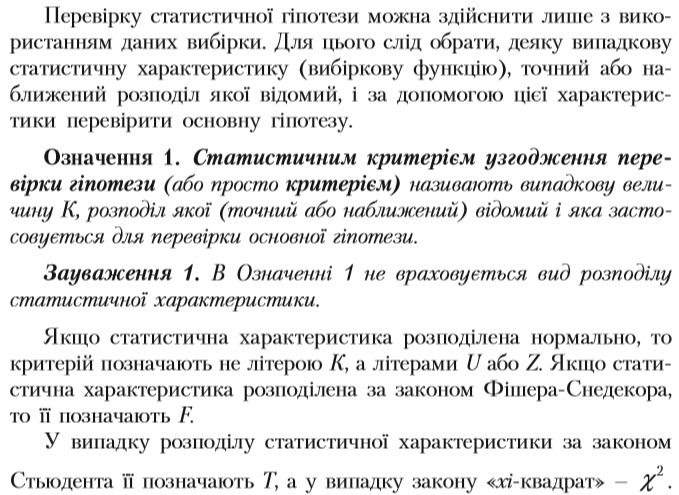 Перевірку статистичної гіпотези можна здійснити лише з вико-
ристанням даних вибірки. Для цього слід обрати, деяку випадкову
статистичну характеристику (вибіркову функцію), точний або на-
ближений розподіл якої відомий, і за допомогою цієї характерис-
тики перевірити основну гіпотезу.
Означення 1. Статистичним критерієм узгодження пере-
вірки гіпотези (або просто критерієм) називають випадкову вели-
чину K, розподіл якої (точний або наближений) відомий і яка засто-
совується для перевірки основної гіпотези.
Зауваження 1. В Означенні 1 не враховується вид розподілу
статистичної характеристики.
Якщо статистична характеристика розподілена нормально, то
критерій позначають не літерою K, а літерами U або Z. Якщо стати-
стична характеристика розподілена за законом Фішера-Снедекора,
то її позначають F.
У випадку розподілу статистичної характеристики за законом
Стьюдента її позначають T, а у випадку закону «хі-квадрат» – χ².